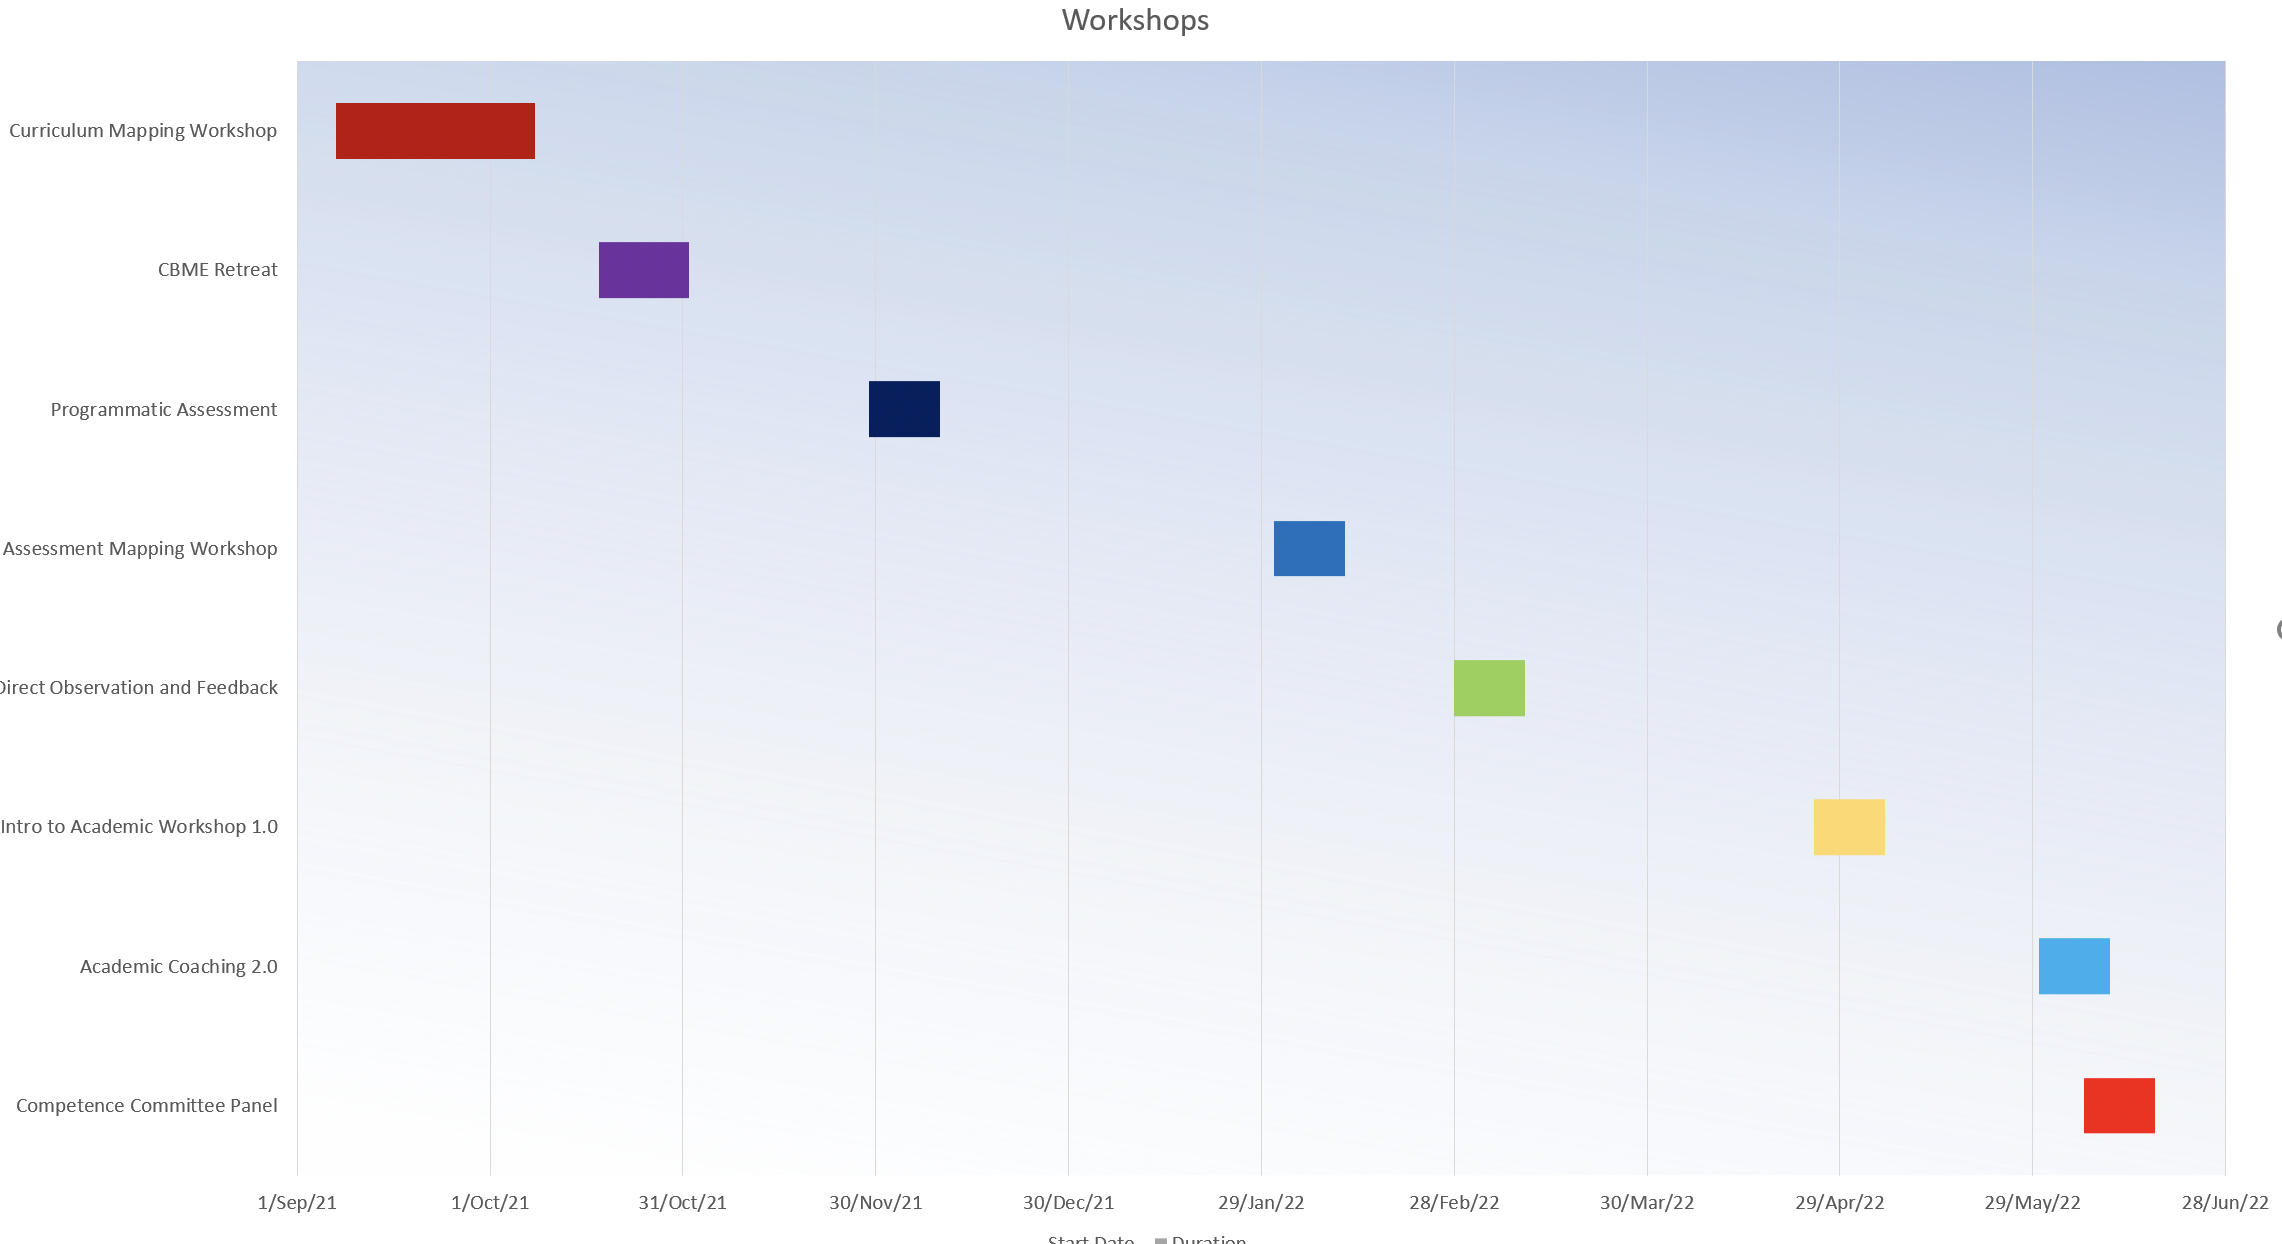 Workshops
Curriculum Mapping Workshop
CBME Retreat
Programmatic Assessment
Assessment Mapping Workshop
Direct Observation and Feedback
Intro to Academic Workshop 1.0
Academic Coaching 2.0
Competence Committee Panel
1/Sep/21 1/Oct/21 31/Oct/21 30/Nov/21 30/Dec/21 29/Jan/22 28/Feb/22 30/Mar/22 29/Apr/22 29/May/22 28/Jun/22
Start Date Duration